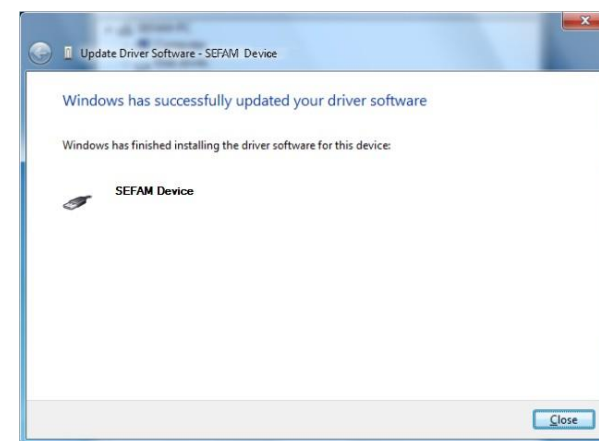 Update Driver Software - SEFAM Device
Windows has successfully updated your driver software
Windows has finished installing the driver software for this device:
SEFAM Device
Close